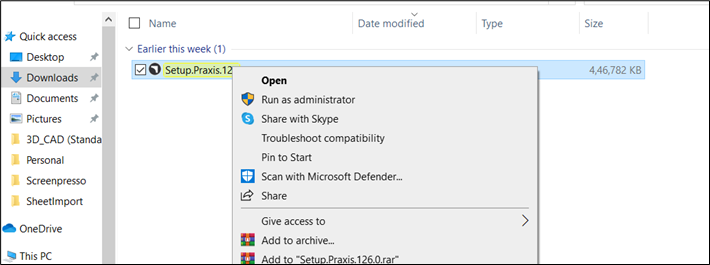 Name Date modified Type Size
Quick access
Desktop
Downloads
Documents
Pictures
3D_CAD (Standa
Personal
Screenpresso
SheetImport
OneDrive
This PC
Earlier this week (1)
Setup.Praxis.12 4,46,782 KB
Open
Run as administrator
Share with Skype
Troubleshoot compatibility
Pin to Start
Scan with Microsoft Defender...
Share
Give access to
Add to archive...
Add to "Setup.Praxis.126.0.rar"